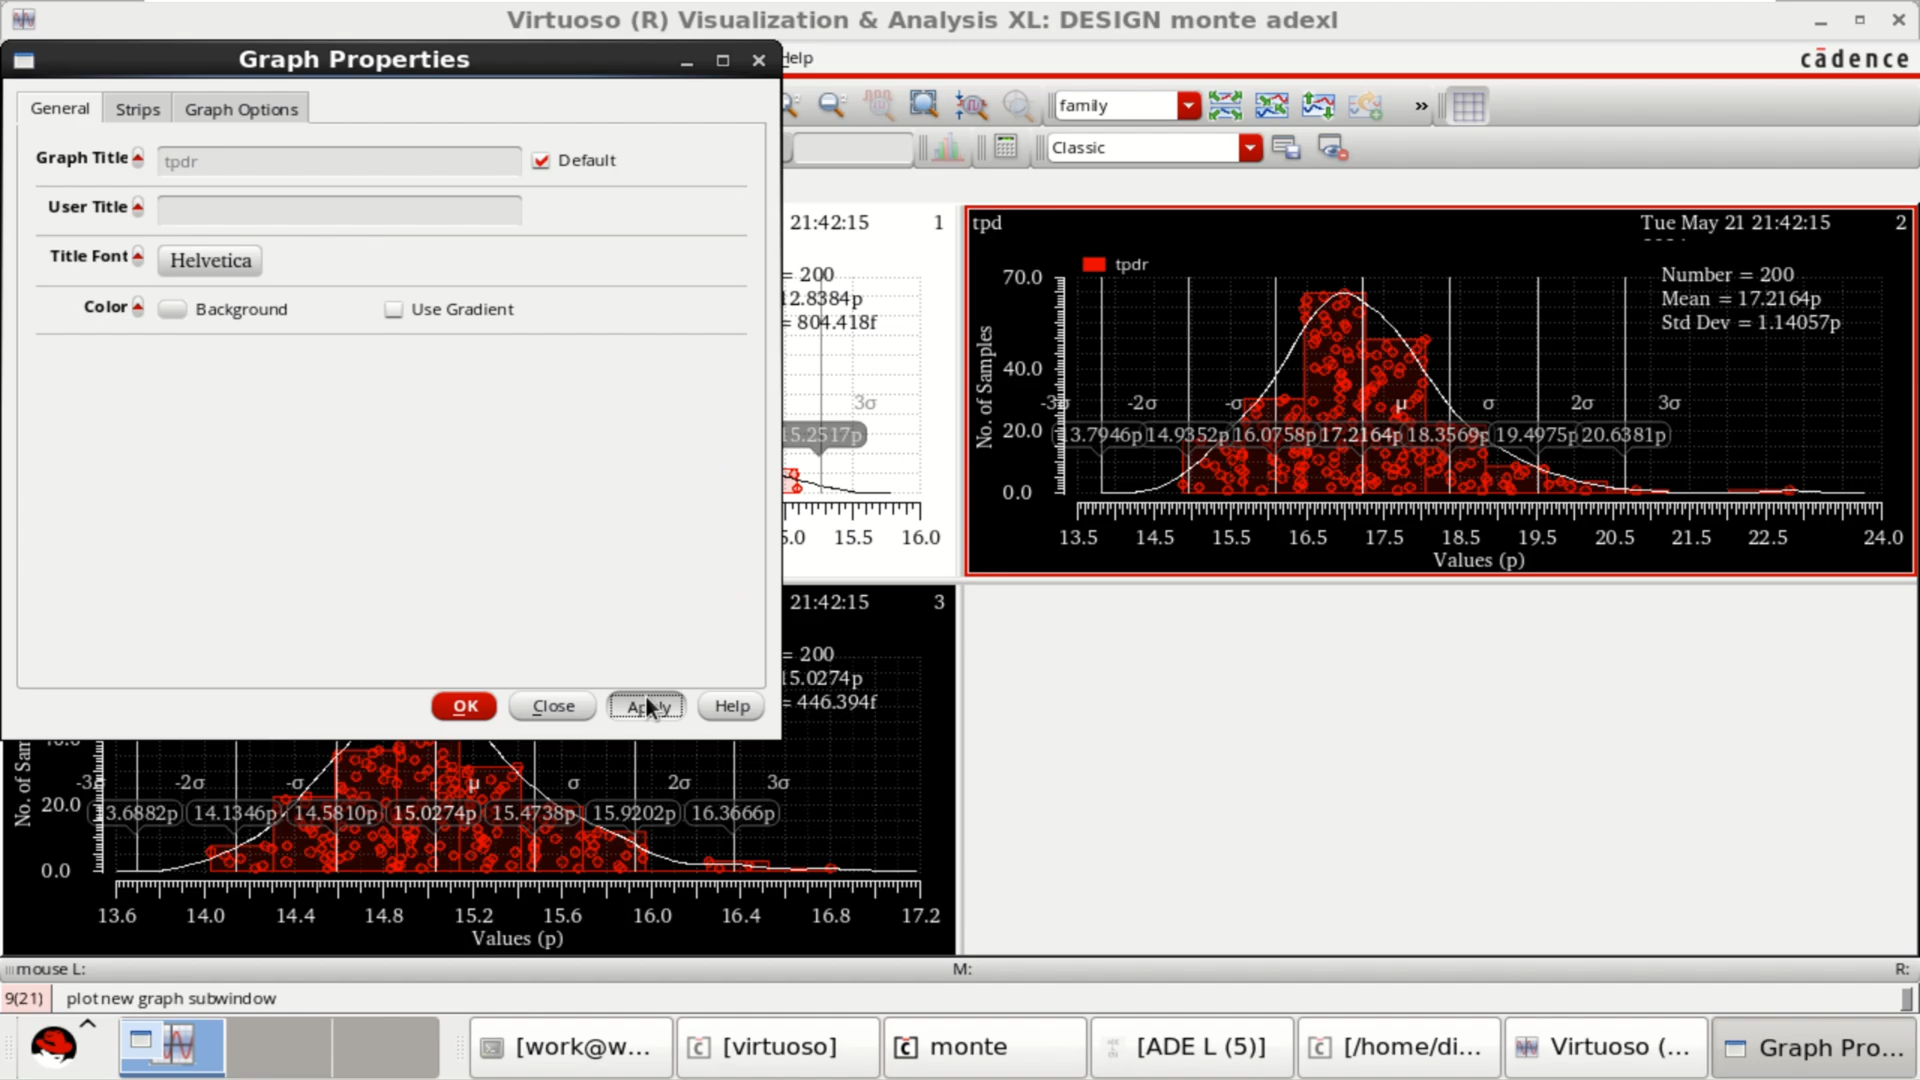 Virtuoso (R) Visualization & Analysis XL: DESIGN monte adexl
Graph Properties
Help
cādence
General
Strips
Graph Options
family
»
Classic
Graph Title
tpdr
Default
User Title
Title Font
Helvetica
Color
Background
Use Gradient
OK
Close
Apply
Help
21:42:15
1
= 200
12.8384p
= 804.418f
3σ
15.2517p
5.0
15.5
16.0
tpd
Tue May 21 21:42:15
2
tpdr
Number = 200
Mean = 17.2164p
Std Dev = 1.14057p
No. of Samples
70.0
40.0
20.0
0.0
-3σ
-2σ
-σ
μ
σ
2σ
3σ
13.7946p
14.9352p
16.0758p
17.2164p
18.3569p
19.4975p
20.6381p
13.5
14.5
15.5
16.5
17.5
18.5
19.5
20.5
21.5
22.5
24.0
Values (p)
21:42:15
3
= 200
15.0274p
= 446.394f
No. of Sam
20.0
0.0
-3σ
-2σ
-σ
μ
σ
2σ
3σ
3.6882p
14.1346p
14.5810p
15.0274p
15.4738p
15.9202p
16.3666p
13.6
14.0
14.4
14.8
15.2
15.6
16.0
16.4
16.8
17.2
Values (p)
mouse L:
M:
R:
9(21)
plot new graph subwindow
[work@w...
[virtuoso]
monte
[ADE L (5)]
[/home/di...
Virtuoso (...
Graph Pro...